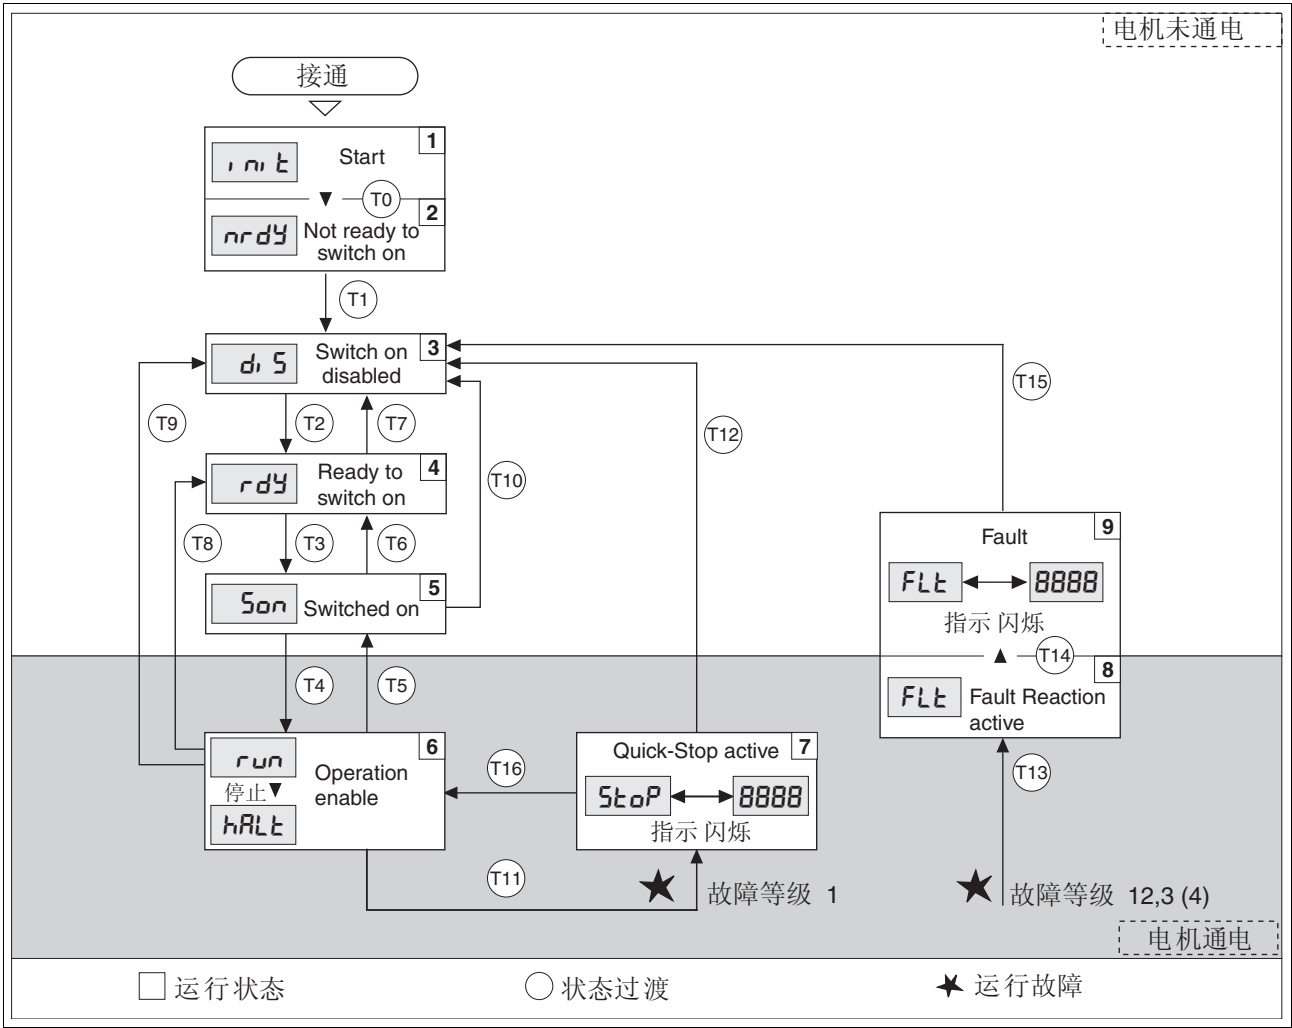 电机未通电
接通
init
Start
1
T0
nrdy
Not ready to
switch on
2
T1
diS
Switch on
disabled
3
T9
T2
T7
T10
T12
T15
rdy
Ready to
switch on
4
T8
T3
T6
Son
Switched on
5
Fault
9
FLt
8888
指示 闪烁
T14
FLt
Fault Reaction
active
8
T4
T5
run
停止
hALt
Operation
enable
6
T16
Quick-Stop active
7
StoP
8888
指示 闪烁
T13
T11
故障等级 1
故障等级 12,3 (4)
电机通电
运行状态
状态过渡
运行故障